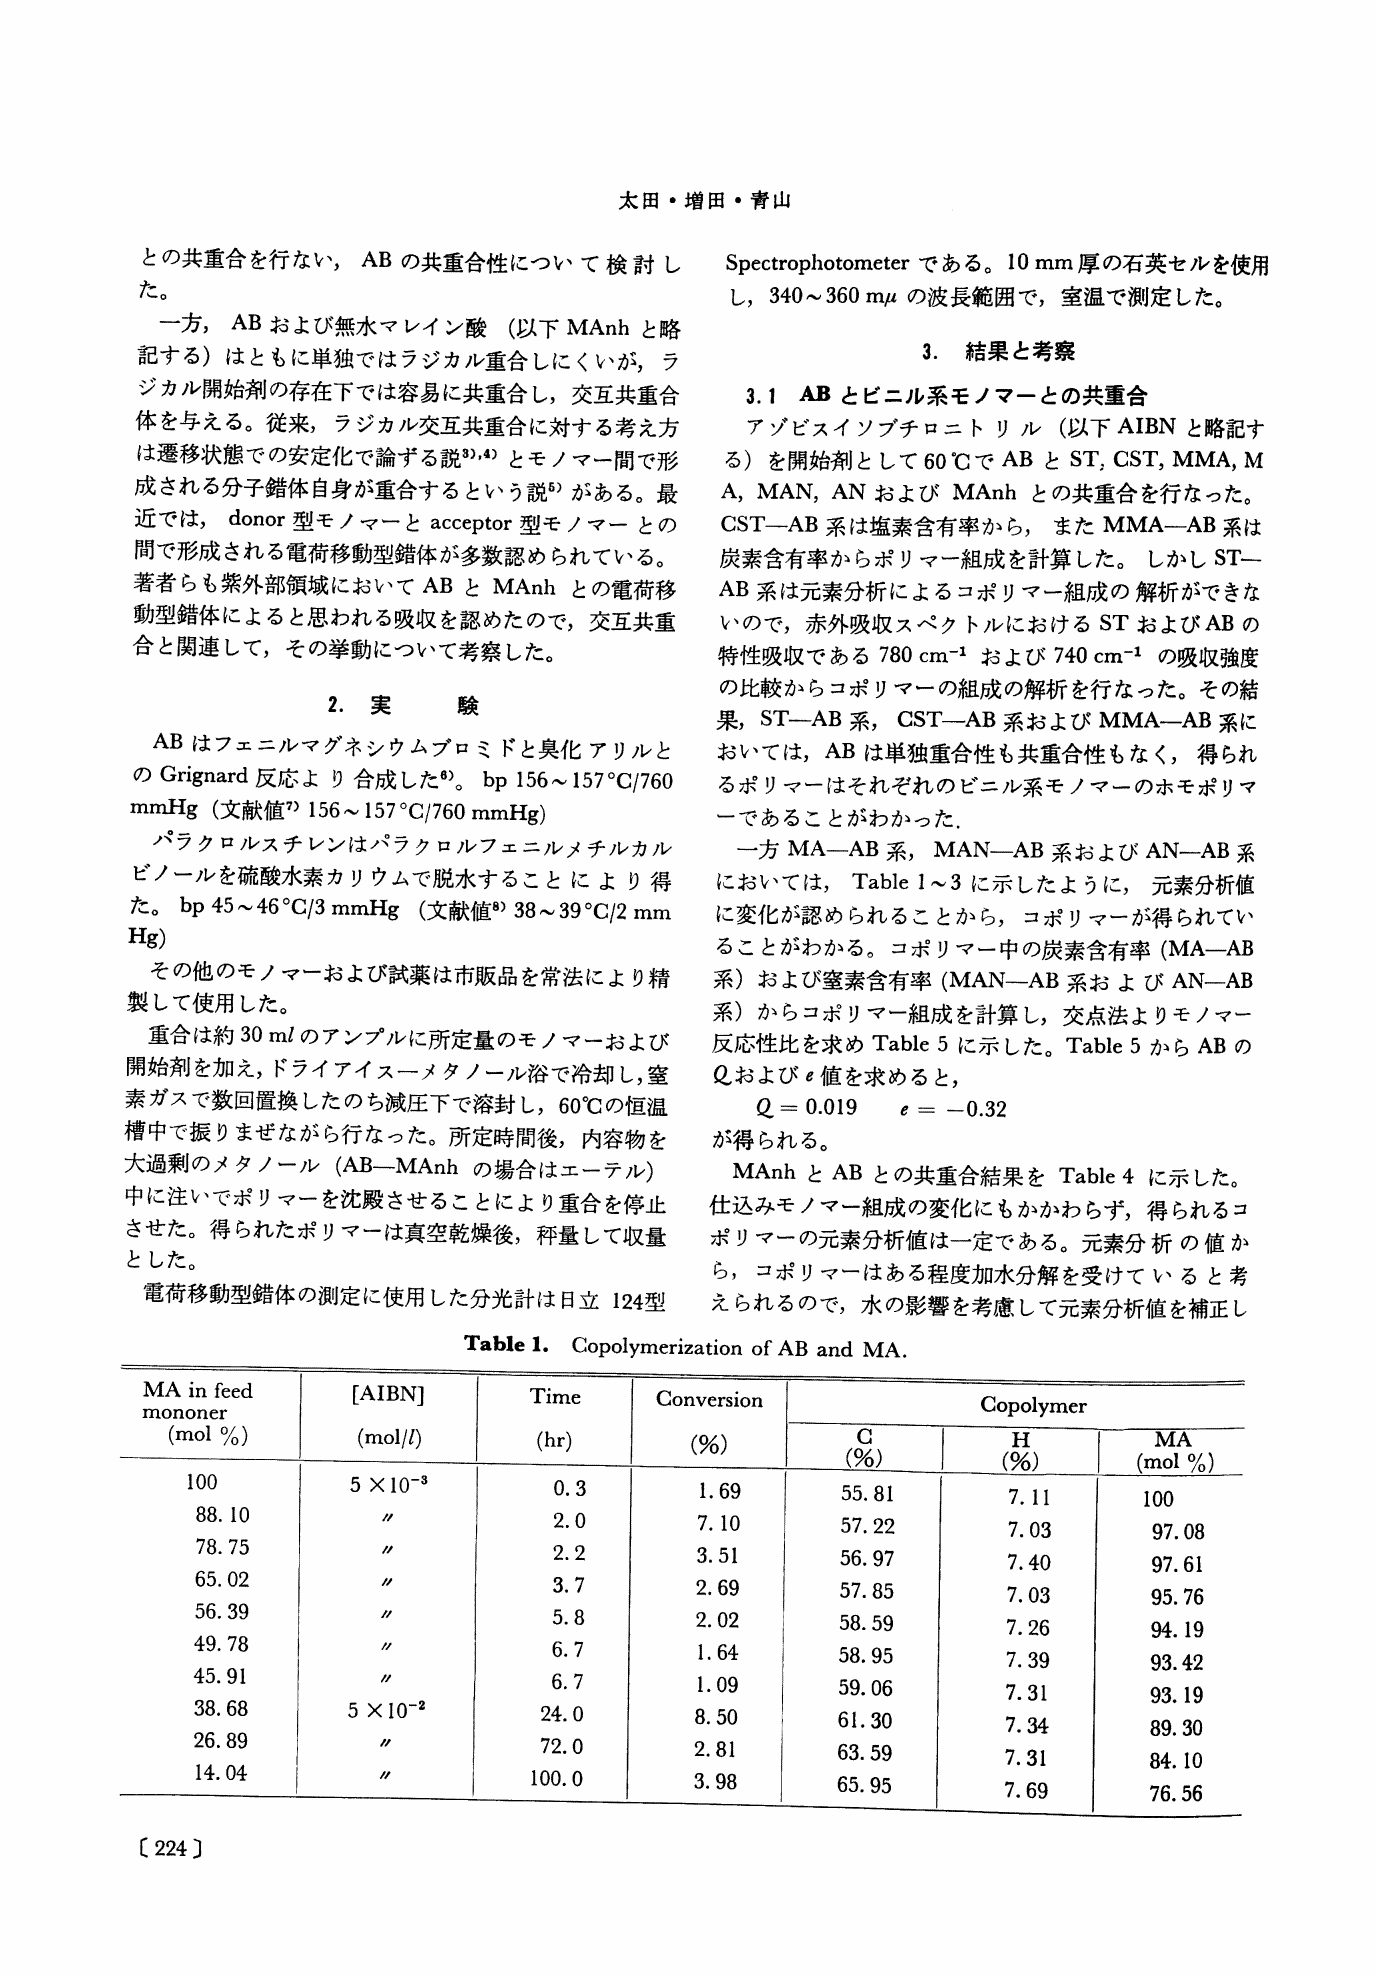 太田・増田・青山
との共重合を行ない， AB の共重合性について検討し
た。
一方， AB および無水マレイン酸 （以下 MAnh と略
記する）はともに単独ではラジカル重合しにくいが，ラ
ジカル開始剤の存在下では容易に共重合し，交互共重合
体を与える。従来，ラジカル交互共重合に対する考え方
は遷移状態での安定化で論ずる説³⁾,⁴⁾ とモノマー間で形
成される分子錯体自身が重合するという説⁵⁾ がある。最
近では， donor 型モノマーと acceptor 型モノマー との
間で形成される電荷移動型錯体が多数認められている。
著者らも紫外部領域において AB と MAnh との電荷移
動型錯体によると思われる吸収を認めたので，交互共重
合と関連して，その挙動について考察した。
2. 実 験
AB はフェニルマグネシウムブロミドと臭化アリルと
の Grignard 反応より合成した⁶⁾。 bp 156～157°C/760
mmHg （文献値⁷⁾ 156～157°C/760 mmHg)
パラクロルスチレンはパラクロルフェニルメチルカル
ビノールを硫酸水素カリウムで脱水することにより得
た。 bp 45～46°C/3 mmHg （文献値⁸⁾ 38～39°C/2 mm
Hg)
その他のモノマーおよび試薬は市販品を常法により精
製して使用した。
重合は約 30 ml のアンプルに所定量のモノマーおよび
開始剤を加え，ドライアイス―メタノール浴で冷却し，窒
素ガスで数回置換したのち減圧下で溶封し，60℃の恒温
槽中で振りまぜながら行なった。所定時間後，内容物を
大過剰のメタノール （AB—MAnh の場合はエーテル）
中に注いでポリマーを沈殿させることにより重合を停止
させた。得られたポリマーは真空乾燥後，秤量して収量
とした。
電荷移動型錯体の測定に使用した分光計は日立 124型
Spectrophotometer である。10 mm 厚の石英セルを使用
し，340～360 mμ の波長範囲で，室温で測定した。
3. 結果と考察
3.1 AB とビニル系モノマーとの共重合
アゾビスイソブチロニトリル （以下 AIBN と略記す
る）を開始剤として 60℃で AB と ST, CST, MMA, M
A, MAN, AN および MAnh との共重合を行なった。
CST—AB 系は塩素含有率から， また MMA—AB 系は
炭素含有率からポリマー組成を計算した。 しかし ST—
AB 系は元素分析によるコポリマー組成の解析ができな
いので，赤外吸収スペクトルにおける ST および AB の
特性吸収である 780 cm⁻¹ および 740 cm⁻¹ の吸収強度
の比較からコポリマーの組成の解析を行なった。その結
果，ST—AB 系， CST—AB 系および MMA—AB 系に
おいては，AB は単独重合性も共重合性もなく， 得られ
るポリマーはそれぞれのビニル系モノマーのホモポリマ
ーであることがわかった.
一方 MA—AB 系， MAN—AB 系および AN—AB 系
においては， Table 1～3 に示したように， 元素分析値
に変化が認められることから，コポリマーが得られてい
ることがわかる。コポリマー中の炭素含有率 (MA—AB
系）および窒素含有率 (MAN—AB 系および AN—AB
系）からコポリマー組成を計算し，交点法よりモノマー
反応性比を求め Table 5 に示した。Table 5 から AB の
Qおよび e 値を求めると，
Q = 0.019 e = −0.32
が得られる。
MAnh と AB との共重合結果を Table 4 に示した。
仕込みモノマー組成の変化にもかかわらず，得られるコ
ポリマーの元素分析値は一定である。元素分析の値か
ら，コポリマーはある程度加水分解を受けていると考
えられるので，水の影響を考慮して元素分析値を補正し
Table 1. Copolymerization of AB and MA.
MA in feed mononer (mol %) [AIBN] (mol/l) Time (hr) Conversion (%) Copolymer
C (%) H (%) MA (mol %)
100 5 ×10⁻³ 0.3 1.69 55.81 7.11 100
88.10 〃 2.0 7.10 57.22 7.03 97.08
78.75 〃 2.2 3.51 56.97 7.40 97.61
65.02 〃 3.7 2.69 57.85 7.03 95.76
56.39 〃 5.8 2.02 58.59 7.26 94.19
49.78 〃 6.7 1.64 58.95 7.39 93.42
45.91 〃 6.7 1.09 59.06 7.31 93.19
38.68 5 ×10⁻² 24.0 8.50 61.30 7.34 89.30
26.89 〃 72.0 2.81 63.59 7.31 84.10
14.04 〃 100.0 3.98 65.95 7.69 76.56
〔 224 〕